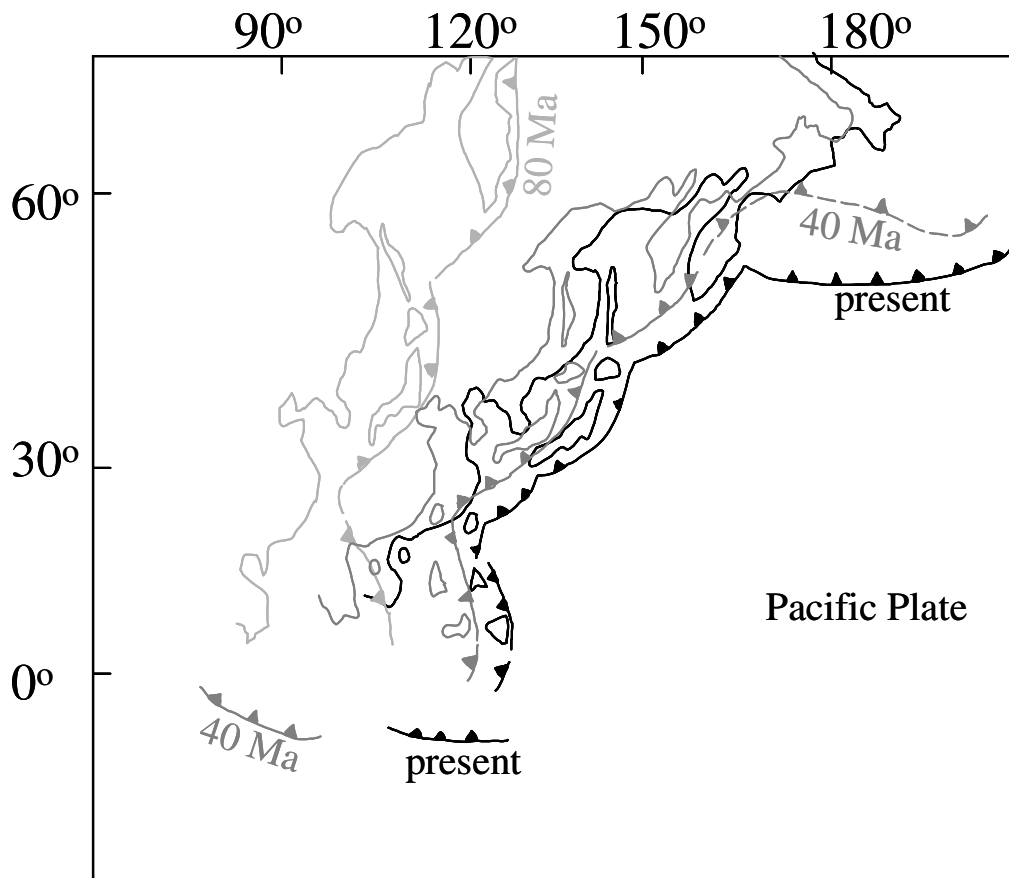 90º 120º 150º 180º
80 Ma
60º
40 Ma
present
30º
Pacific Plate
0º
40 Ma
present